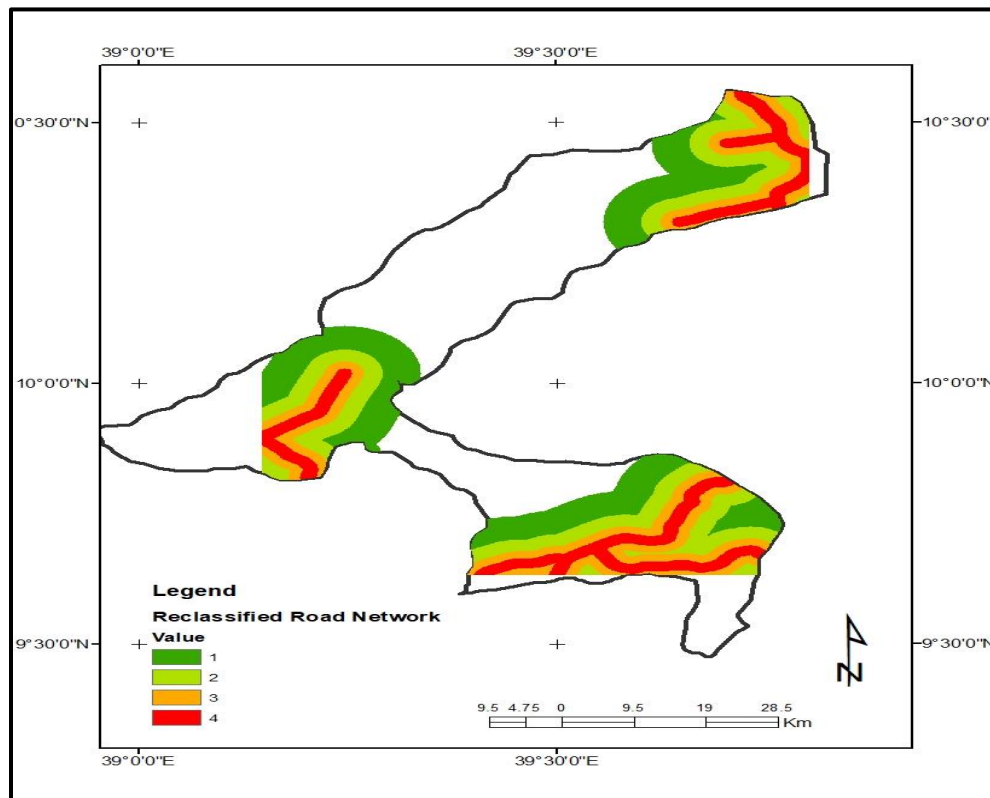 39°0'0"E 39°30'0"E
0°30'0"N 10°30'0"
10°0'0"N 10°0'0"N
9°30'0"N 9°30'0"N
Legend
Reclassified Road Network
Value
1
2
3
4
N
9.5 4.75 0 9.5 19 28.5
Km
39°0'0"E 39°30'0"E